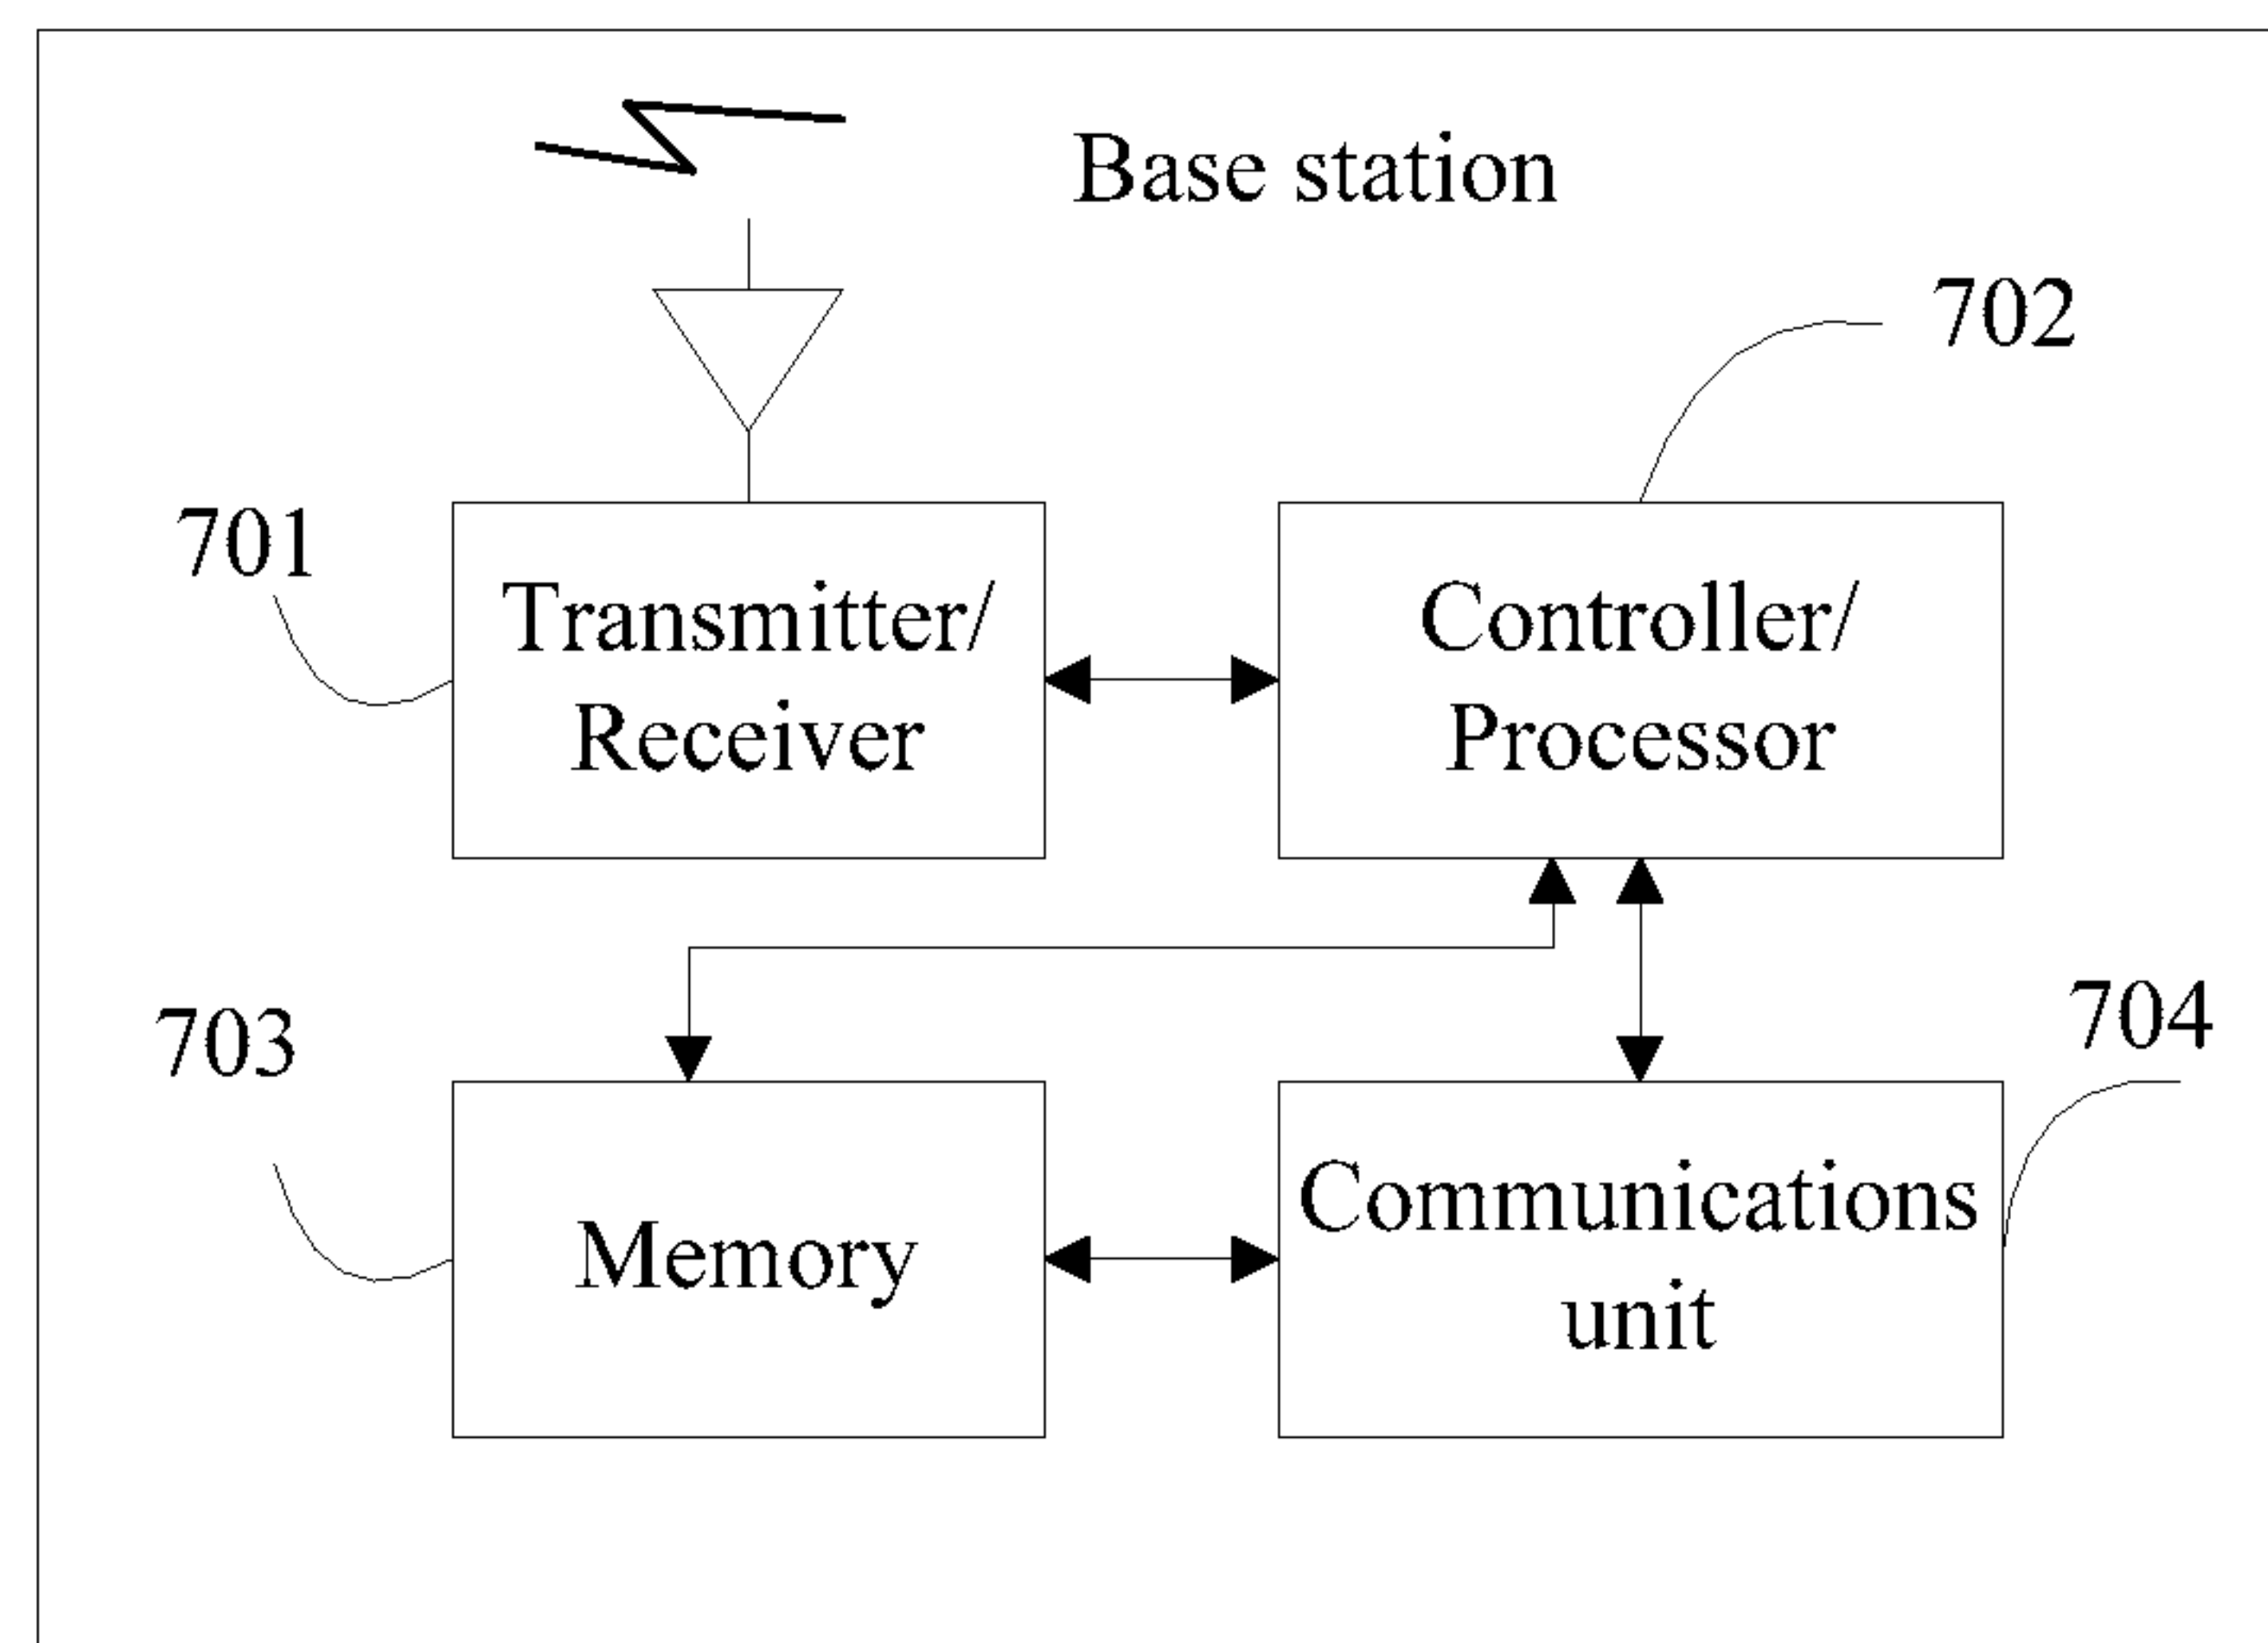 Base station
702
701
Transmitter/
Receiver
Controller/
Processor
703
704
Memory
Communications
unit